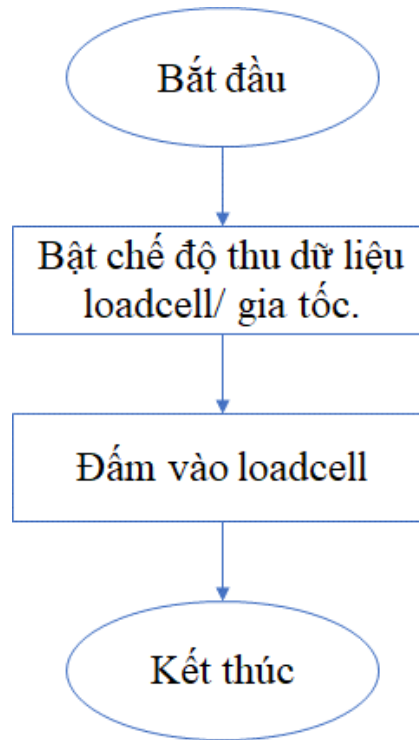 Bắt đầu
Bật chế độ thu dữ liệu
loadcell/ gia tốc.
Đấm vào loadcell
Kết thúc